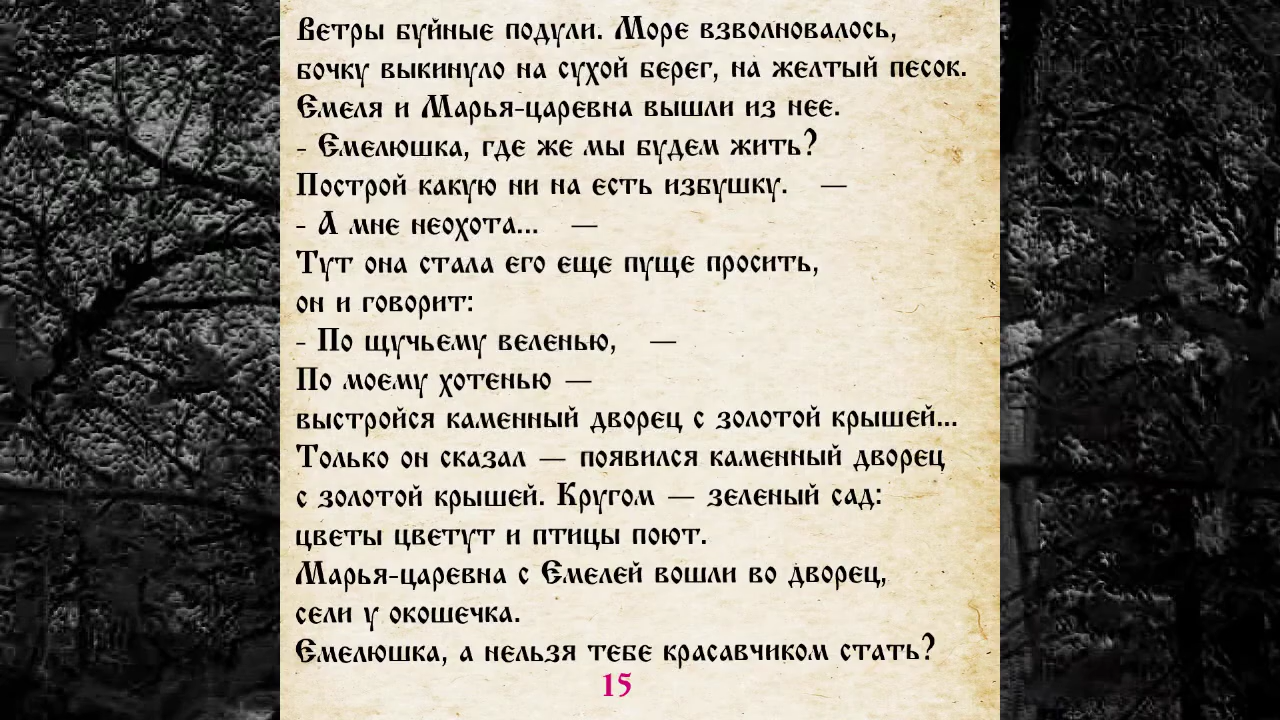 Ветры буйные подули. Море взволновалось,
бочку выкинуло на сухой берег, на желтый песок.
Емеля и Марья-царевна вышли из нее.
- Емелюшка, где же мы будем жить?
Построй какую ни на есть избушку. —
- А мне неохота... —
Тут она стала его еще пуще просить,
он и говорит:
- По щучьему веленью, —
По моему хотенью —
выстройся каменный дворец с золотой крышей...
Только он сказал — появился каменный дворец
с золотой крышей. Кругом — зеленый сад:
цветы цветут и птицы поют.
Марья-царевна с Емелей вошли во дворец,
сели у окошечка.
Емелюшка, а нельзя тебе красавчиком стать?
15